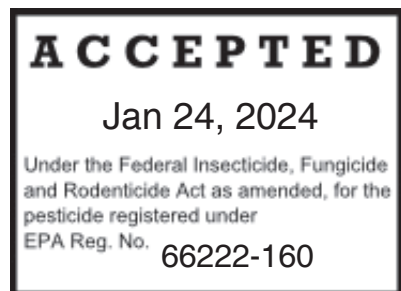 ACCEPTED
Jan 24, 2024
Under the Federal Insecticide, Fungicide
and Rodenticide Act as amended, for the
pesticide registered under
EPA Reg. No. 66222-160